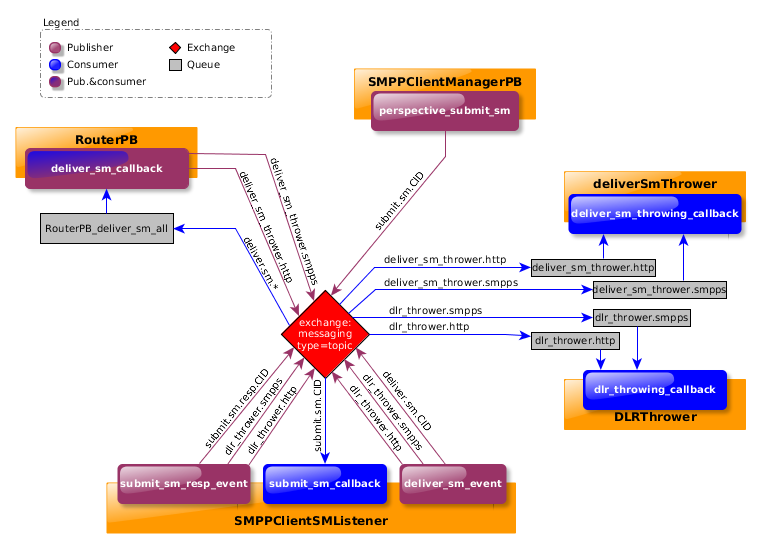 Legend
Publisher
Exchange
Consumer
Queue
Pub.&consumer
SMPPClientManagerPB
perspective_submit_sm
RouterPB
deliver_sm_callback
RouterPB_deliver_sm_all
deliver_sm_thrower.smpps
deliver_sm_thrower.http
deliver.sm.*
submit.sm.CID
deliverSmThrower
deliver_sm_throwing_callback
deliver_sm_thrower.http
deliver_sm_thrower.http
deliver_sm_thrower.smpps
deliver_sm_thrower.smpps
dlr_thrower.smpps
dlr_thrower.smpps
dlr_thrower.http
dlr_thrower.http
exchange:
messaging
type=topic
dlr_throwing_callback
DLRThrower
submit.sm.resp.CID
dlr_thrower.smpps
dlr_thrower.http
submit.sm.CID
dlr_thrower.http
dlr_thrower.smpps
deliver.sm.CID
submit_sm_resp_event
submit_sm_callback
deliver_sm_event
SMPPClientSMListener